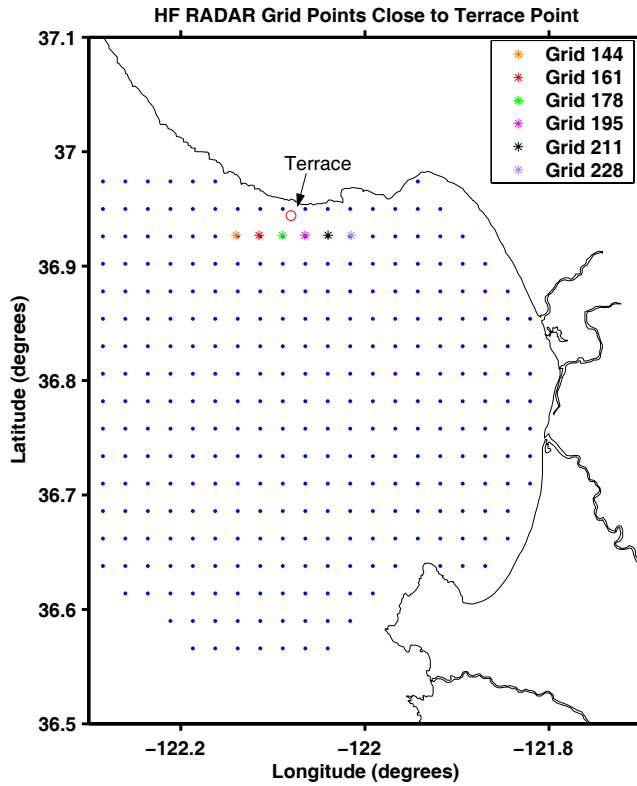 HF RADAR Grid Points Close to Terrace Point
Grid 144
Grid 161
Grid 178
Grid 195
Grid 211
Grid 228
Terrace
37.1
37
36.9
36.8
36.7
36.6
36.5
Latitude (degrees)
−122.2
−122
−121.8
Longitude (degrees)